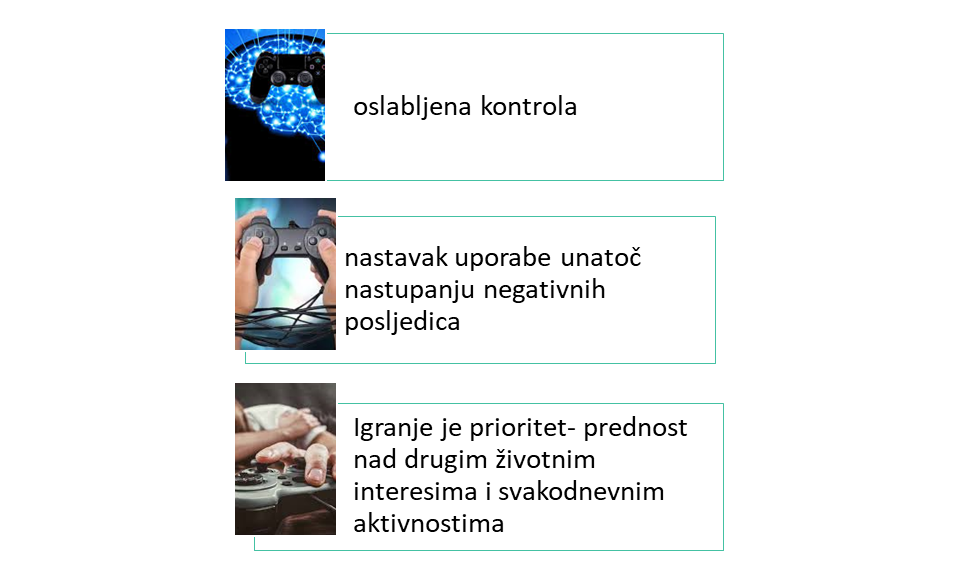 oslabljena kontrola
nastavak uporabe unatoč
nastupanju negativnih
posljedica
Igranje je prioritet- prednost
nad drugim životnim
interesima i svakodnevnim
aktivnostima